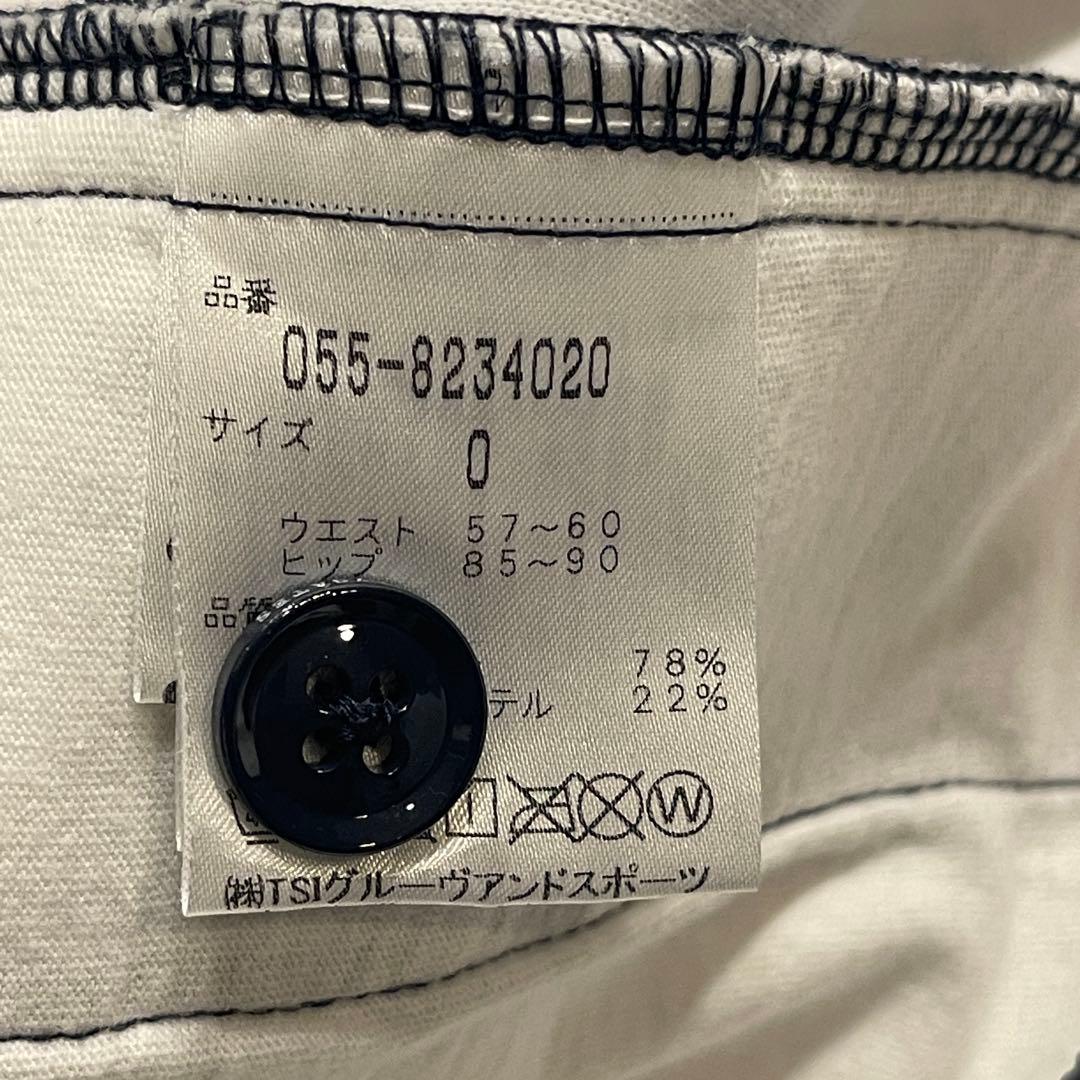 品番
055-8234020
サイズ
0
ウエスト 57～60
ヒップ 85～90
品質
78%
テル 22%
W
(株)TSIグルーヴアンドスポーツ